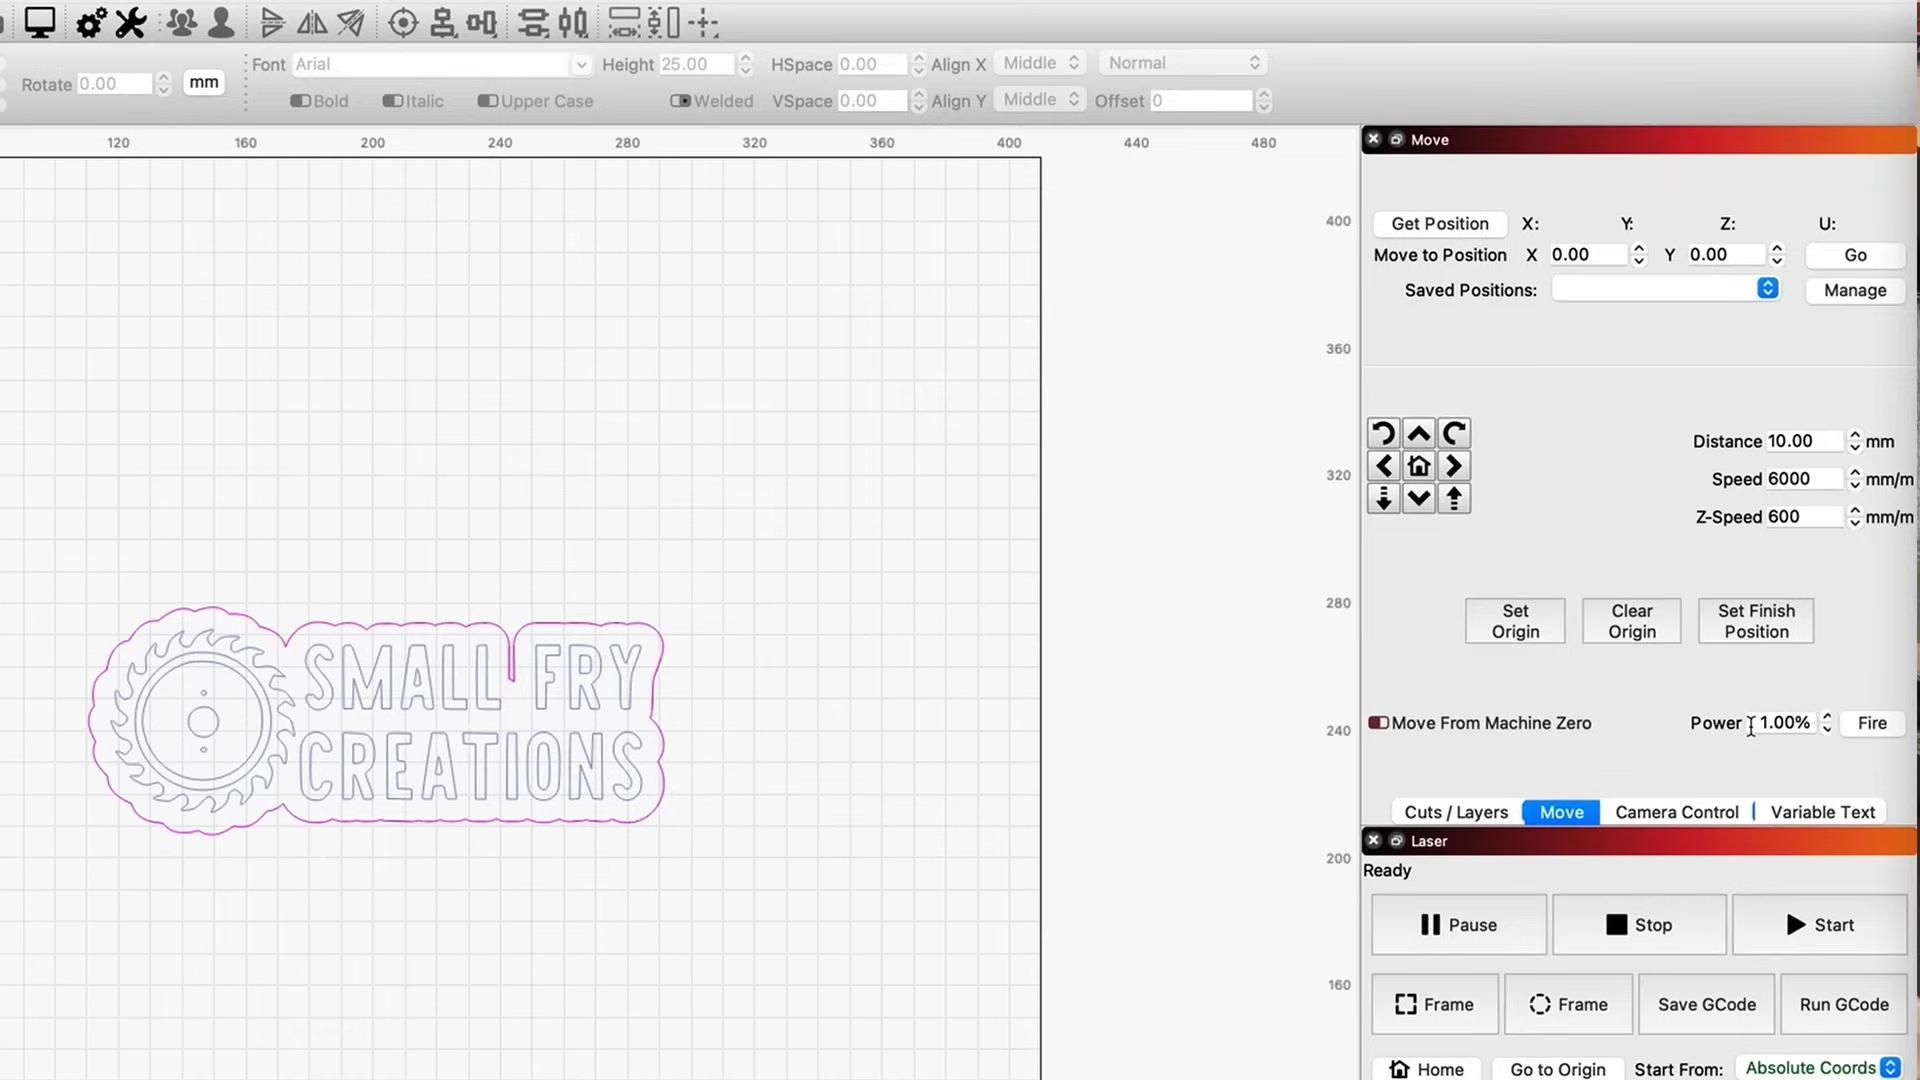 Rotate 0.00 mm
Font Arial Height 25.00 HSpace 0.00 Align X Middle Normal
Bold Italic Upper Case Welded VSpace 0.00 Align Y Middle Offset 0
120 160 200 240 280 320 360 400 440 480
400
360
320
280
240
200
160
SMALL FRY
CREATIONS
Move
Get Position X: Y: Z: U:
Move to Position X 0.00 Y 0.00 Go
Saved Positions: Manage
Distance 10.00 mm
Speed 6000 mm/m
Z-Speed 600 mm/m
Set Origin Clear Origin Set Finish Position
Move From Machine Zero Power 1.00% Fire
Cuts / Layers Move Camera Control Variable Text
Laser
Ready
Pause Stop Start
Frame Frame Save GCode Run GCode
Home Go to Origin Start From: Absolute Coords